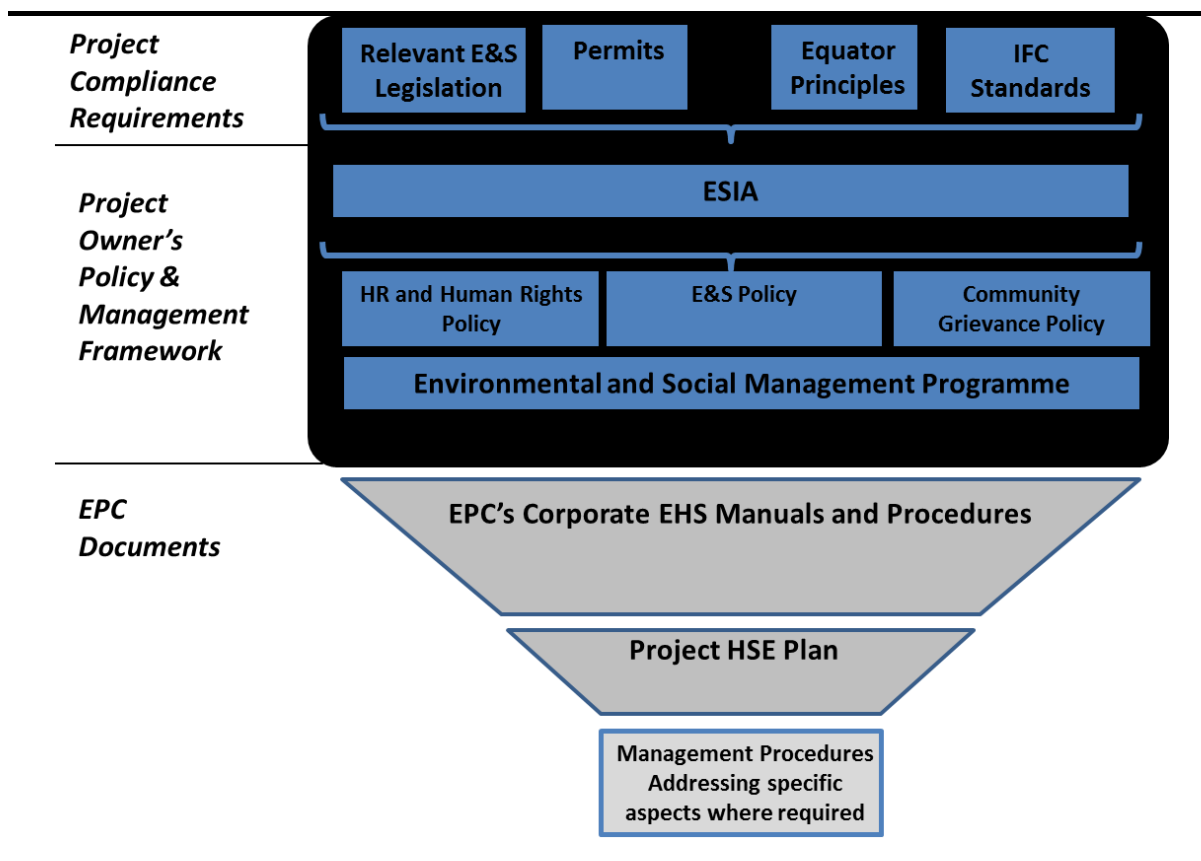 Project
Compliance
Requirements
Relevant E&S
Legislation
Permits
Equator
Principles
IFC
Standards
Project
Owner's
Policy &
Management
Framework
ESIA
HR and Human Rights
Policy
E&S Policy
Community
Grievance Policy
Environmental and Social Management Programme
EPC
Documents
EPC's Corporate EHS Manuals and Procedures
Project HSE Plan
Management Procedures
Addressing specific
aspects where required